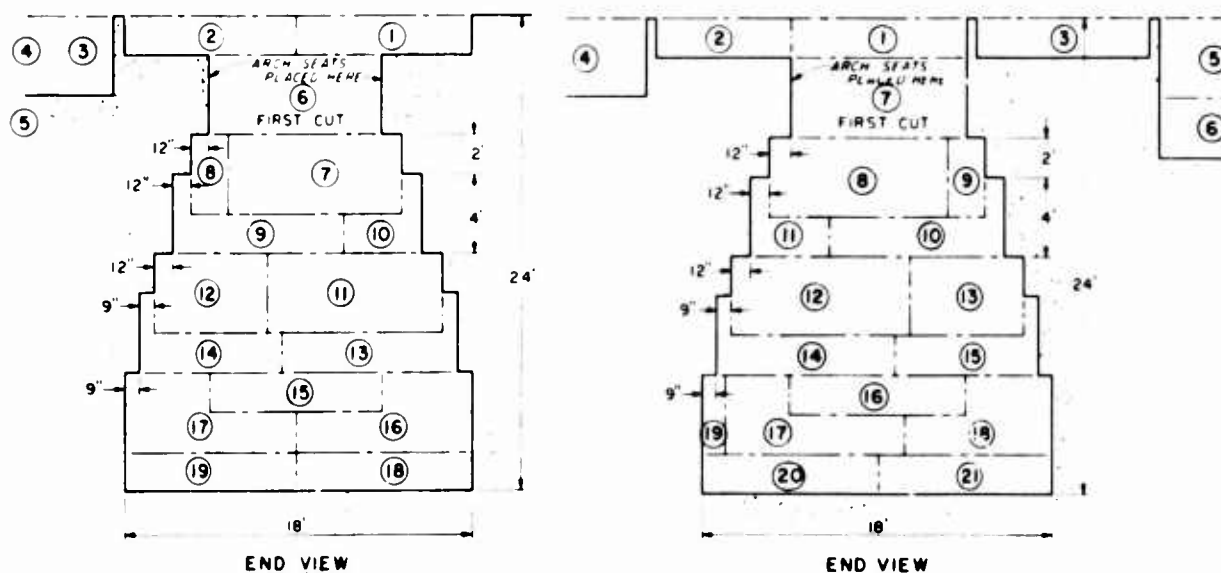 4 3 2 1
ARCH SEATS
PLACED HERE
6
5
FIRST CUT
12" 2'
8 7
12"
4'
9 10
12"
24'
12 11
9"
14 13
9" 15
17 16
19 18
18'
END VIEW
2 1 3
4 5
ARCH SEATS
PLACED HERE
7
FIRST CUT 6
12" 2'
8 9
12"
4'
11 10
12"
24'
12 13
9"
14 15
9" 16
19 17 18
20 21
18'
END VIEW